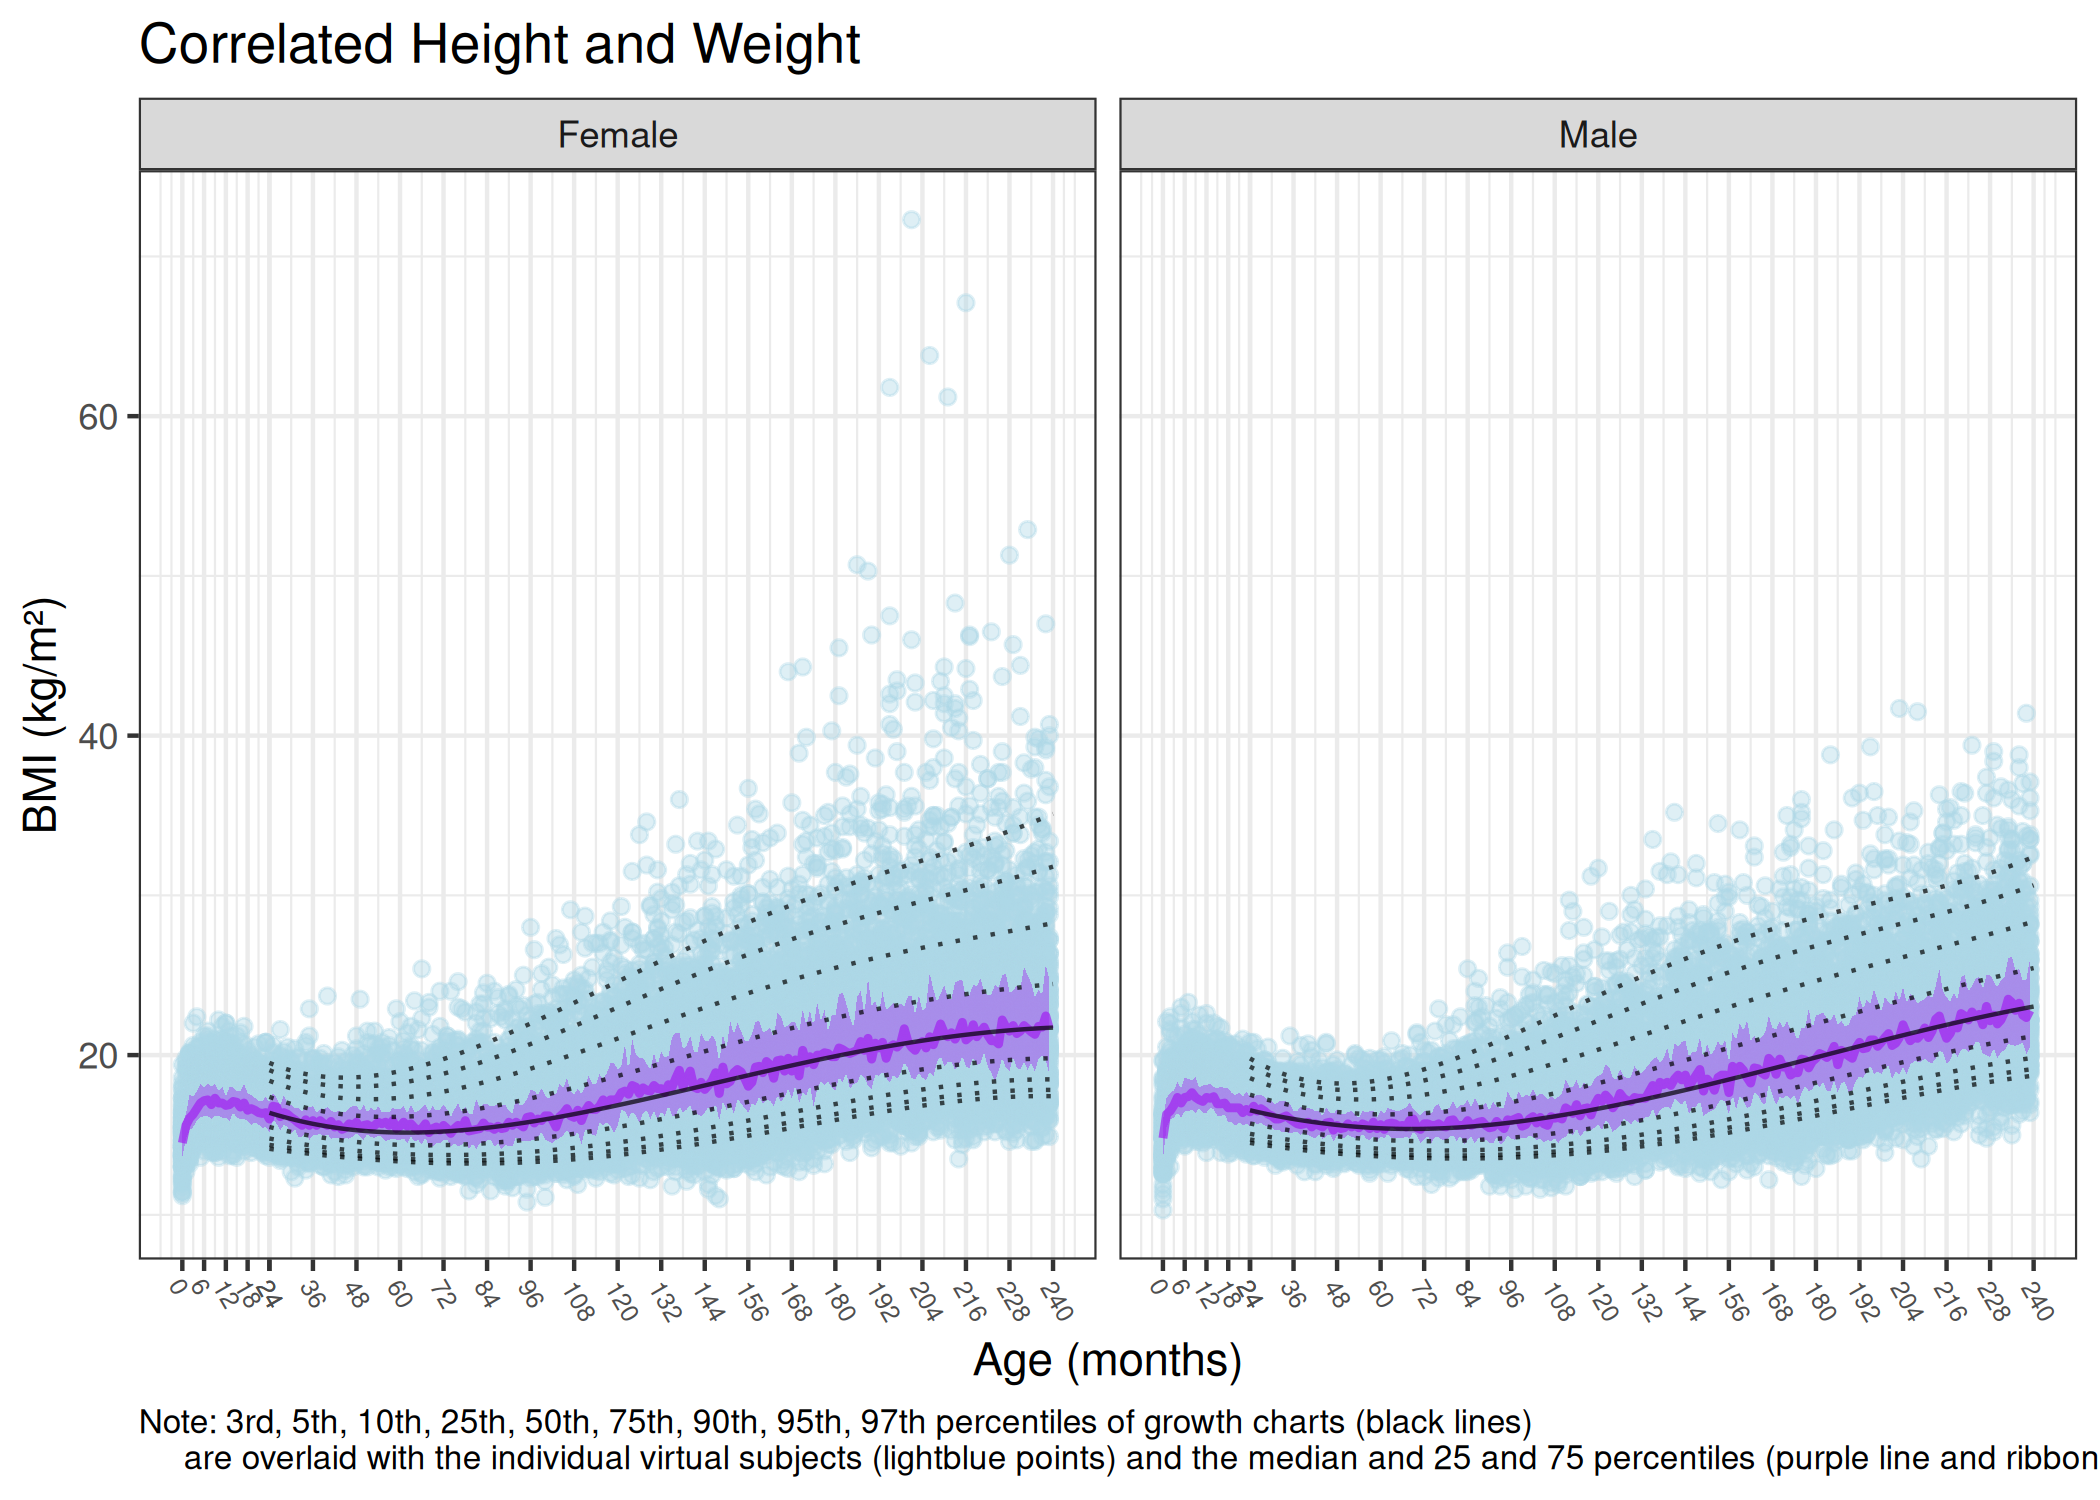 Correlated Height and Weight
Female
Male
BMI (kg/m²)
60
40
20
0 6 12 18 24 36 48 60 72 84 96 108 120 132 144 156 168 180 192 204 216 228 240
0 6 12 18 24 36 48 60 72 84 96 108 120 132 144 156 168 180 192 204 216 228 240
Age (months)
Note: 3rd, 5th, 10th, 25th, 50th, 75th, 90th, 95th, 97th percentiles of growth charts (black lines)
are overlaid with the individual virtual subjects (lightblue points) and the median and 25 and 75 percentiles (purple line and ribbon